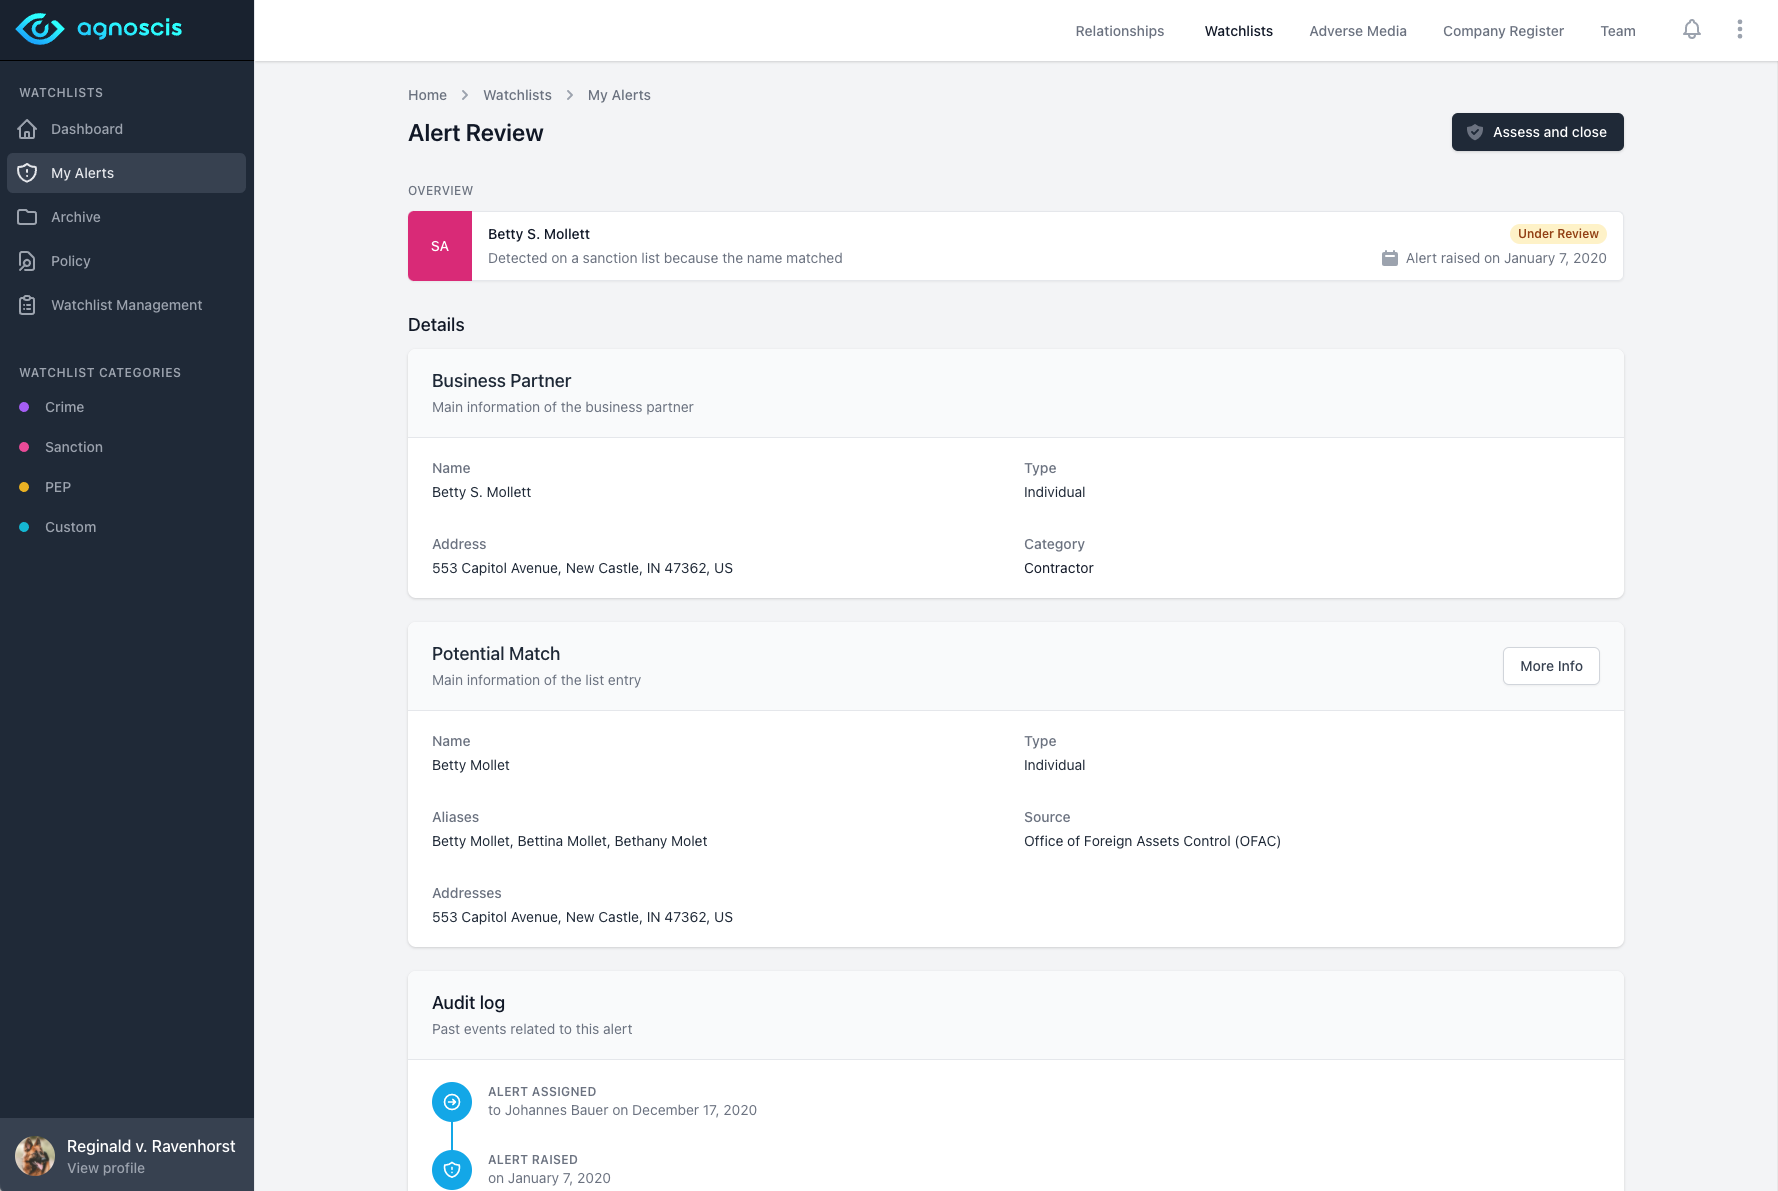 agnoscis
Relationships
Watchlists
Adverse Media
Company Register
Team
WATCHLISTS
Dashboard
My Alerts
Archive
Policy
Watchlist Management
WATCHLIST CATEGORIES
Crime
Sanction
PEP
Custom
Reginald v. Ravenhorst
View profile
Home
Watchlists
My Alerts
Alert Review
Assess and close
OVERVIEW
SA
Betty S. Mollett
Under Review
Detected on a sanction list because the name matched
Alert raised on January 7, 2020
Details
Business Partner
Main information of the business partner
Name
Betty S. Mollett
Type
Individual
Address
553 Capitol Avenue, New Castle, IN 47362, US
Category
Contractor
Potential Match
Main information of the list entry
More Info
Name
Betty Mollet
Type
Individual
Aliases
Betty Mollet, Bettina Mollet, Bethany Molet
Source
Office of Foreign Assets Control (OFAC)
Addresses
553 Capitol Avenue, New Castle, IN 47362, US
Audit log
Past events related to this alert
ALERT ASSIGNED
to Johannes Bauer on December 17, 2020
ALERT RAISED
on January 7, 2020